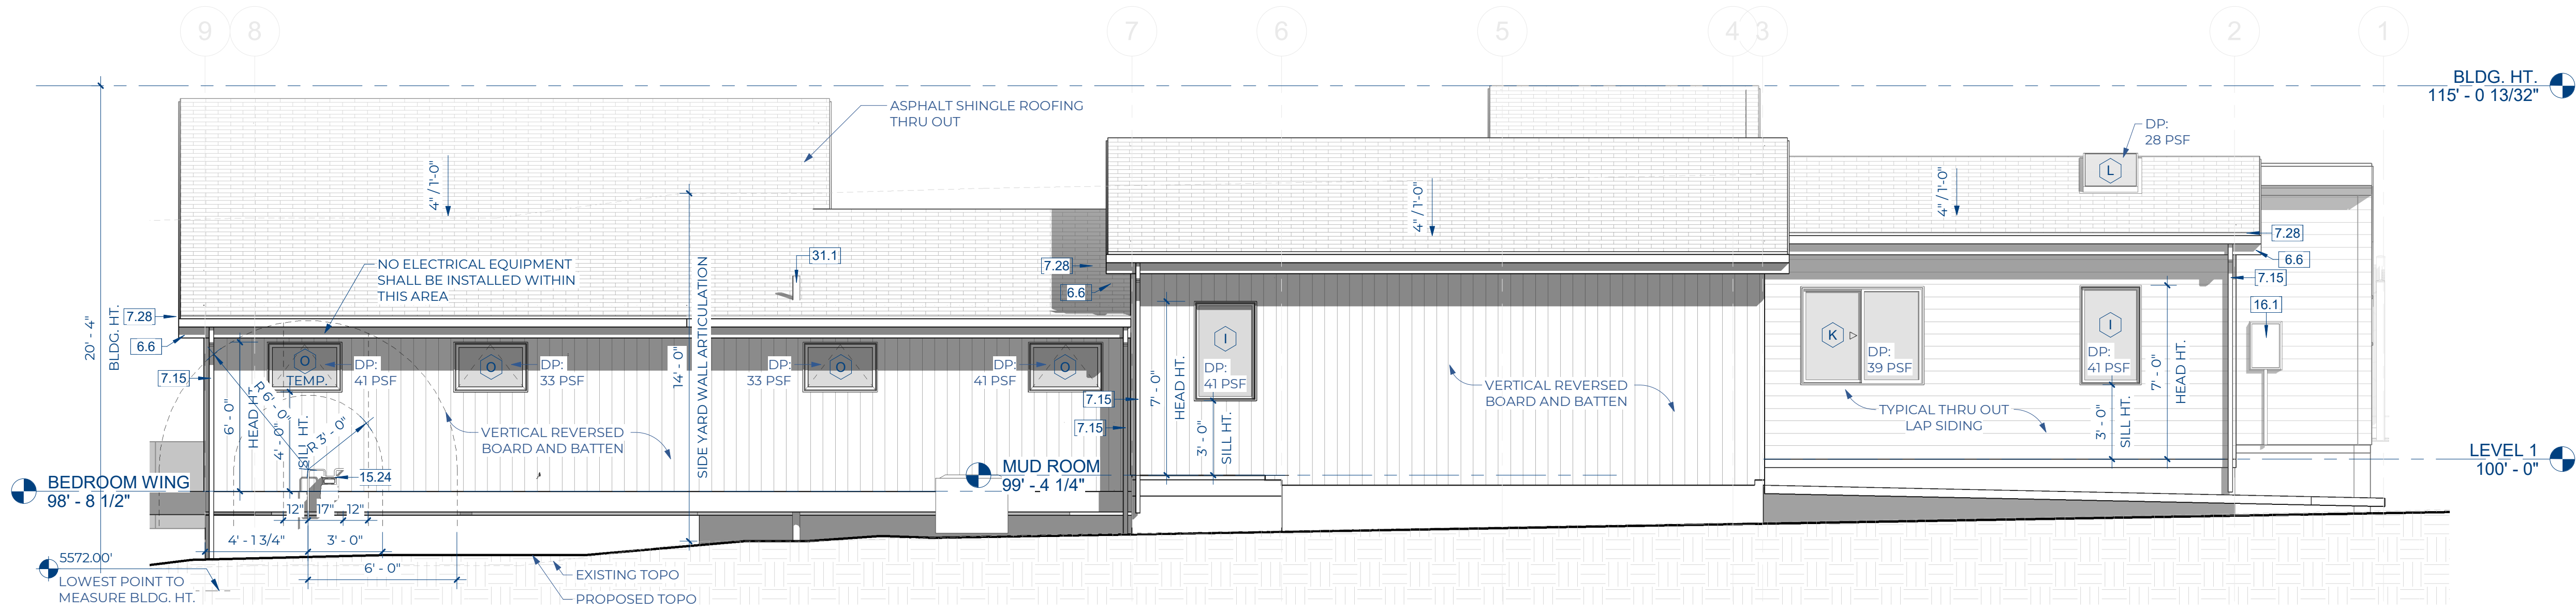 9
8
7
6
5
4
3
2
1
BLDG. HT.
115' - 0 13/32"
ASPHALT SHINGLE ROOFING
THRU OUT
DP:
28 PSF
L
4" / 1'-0"
4" / 1'-0"
4" / 1'-0"
NO ELECTRICAL EQUIPMENT
SHALL BE INSTALLED WITHIN
THIS AREA
31.1
7.28
6.6
7.28
6.6
7.15
16.1
20' - 4"
BLDG. HT.
7.28
6.6
7.15
SIDE YARD WALL ARTICULATION
14' - 0"
O
DP:
41 PSF
TEMP.
O
DP:
33 PSF
DP:
33 PSF
O
DP:
41 PSF
O
7.15
7.15
I
DP:
41 PSF
7' - 0"
HEAD HT.
3' - 0"
SILL HT.
K
DP:
39 PSF
I
DP:
41 PSF
7' - 0"
HEAD HT.
3' - 0"
SILL HT.
6' - 0"
HEAD H
4' - 0"
SILL HT.
R 6' - 0"
R 3' - 0"
VERTICAL REVERSED
BOARD AND BATTEN
VERTICAL REVERSED
BOARD AND BATTEN
TYPICAL THRU OUT
LAP SIDING
15.24
BEDROOM WING
98' - 8 1/2"
MUD ROOM
99' - 4 1/4"
LEVEL 1
100' - 0"
12"
17"
12"
4' - 1 3/4"
3' - 0"
6' - 0"
5572.00'
LOWEST POINT TO
MEASURE BLDG. HT.
EXISTING TOPO
PROPOSED TOPO